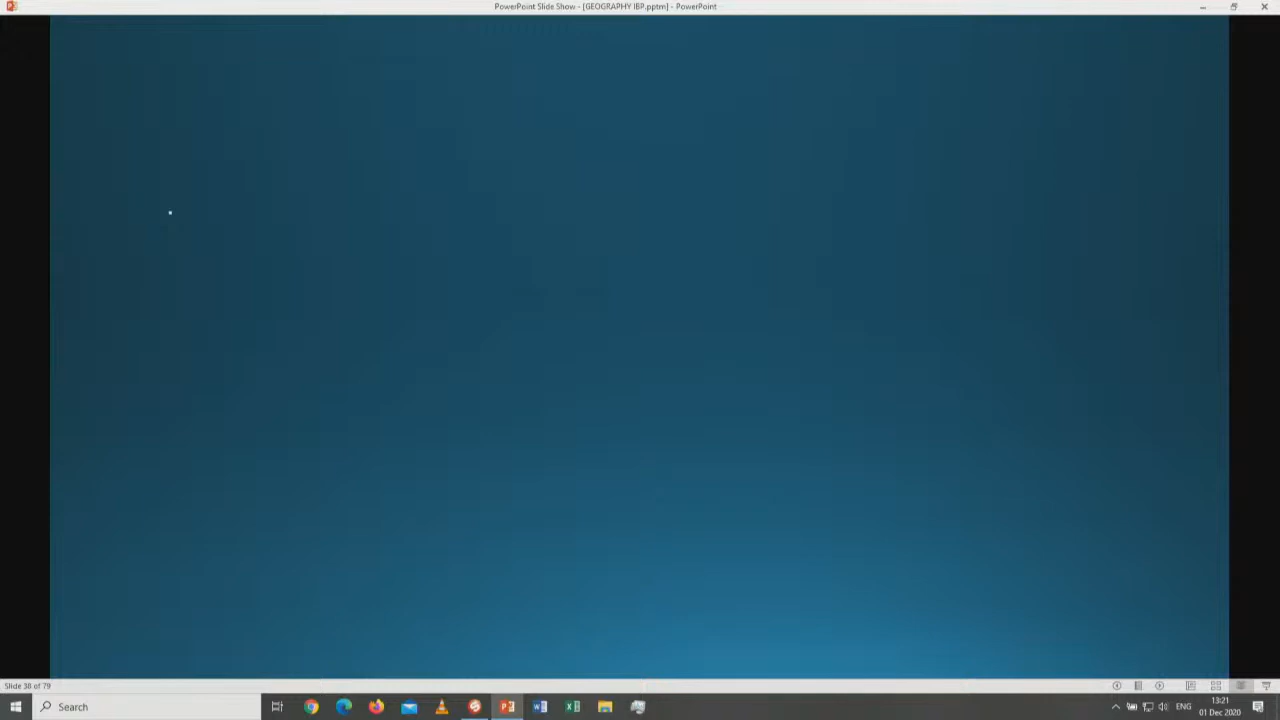 PowerPoint Slide Show - [GEOGRAPHY IBP.pptm] - PowerPoint
Slide 38 of 79
Search
ENG
13:21
01 Dec 2020